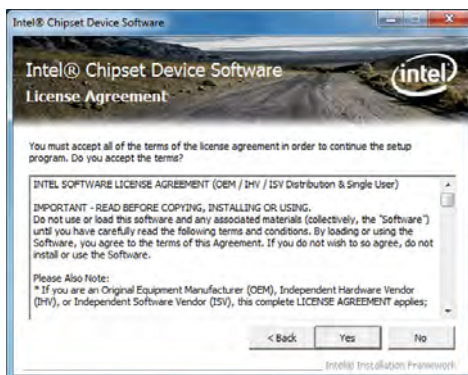 Intel® Chipset Device Software
Intel® Chipset Device Software
intel
License Agreement
You must accept all of the terms of the license agreement in order to continue the setup
program. Do you accept the terms?
INTEL SOFTWARE LICENSE AGREEMENT (OEM / IHV / ISV Distribution & Single User)
IMPORTANT - READ BEFORE COPYING, INSTALLING OR USING.
Do not use or load this software and any associated materials (collectively, the "Software")
until you have carefully read the following terms and conditions. By loading or using the
Software, you agree to the terms of this Agreement. If you do not wish to so agree, do not
install or use the Software.
Please Also Note:
* If you are an Original Equipment Manufacturer (OEM), Independent Hardware Vendor
(IHV), or Independent Software Vendor (ISV), this complete LICENSE AGREEMENT applies;
< Back Yes No
Intel® Installation Framework